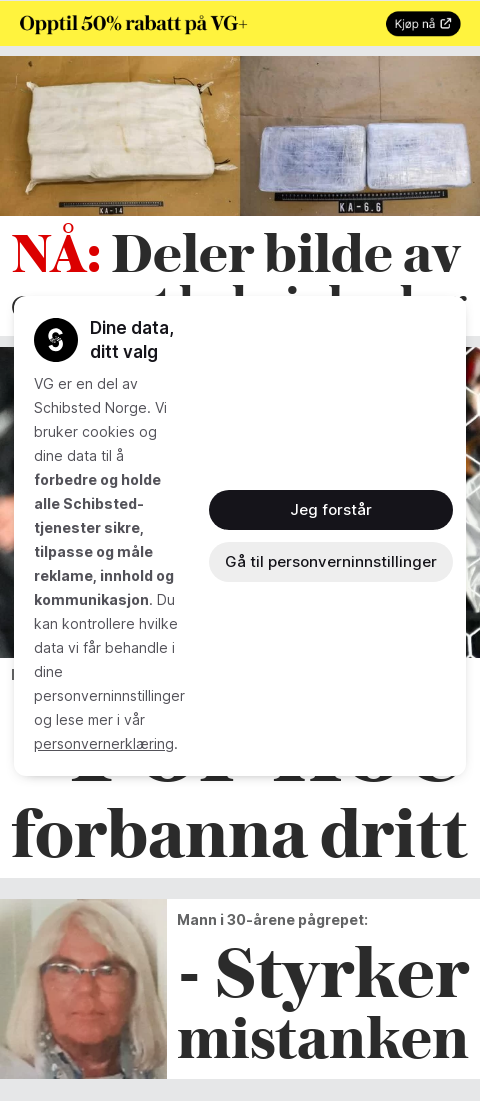 Opptil 50% rabatt på VG+
Kjøp nå
KA-14
KA-6.6
NÅ: Deler bilde av
Dine data,
ditt valg
VG er en del av
Schibsted Norge. Vi
bruker cookies og
dine data til å
forbedre og holde
alle Schibsted-
tjenester sikre,
tilpasse og måle
reklame, innhold og
kommunikasjon. Du
kan kontrollere hvilke
data vi får behandle i
dine
personverninnstillinger
og lese mer i vår
personvernerklæring.
Jeg forstår
Gå til personverninnstillinger
forbanna dritt
Mann i 30-årene pågrepet:
- Styrker
mistanken